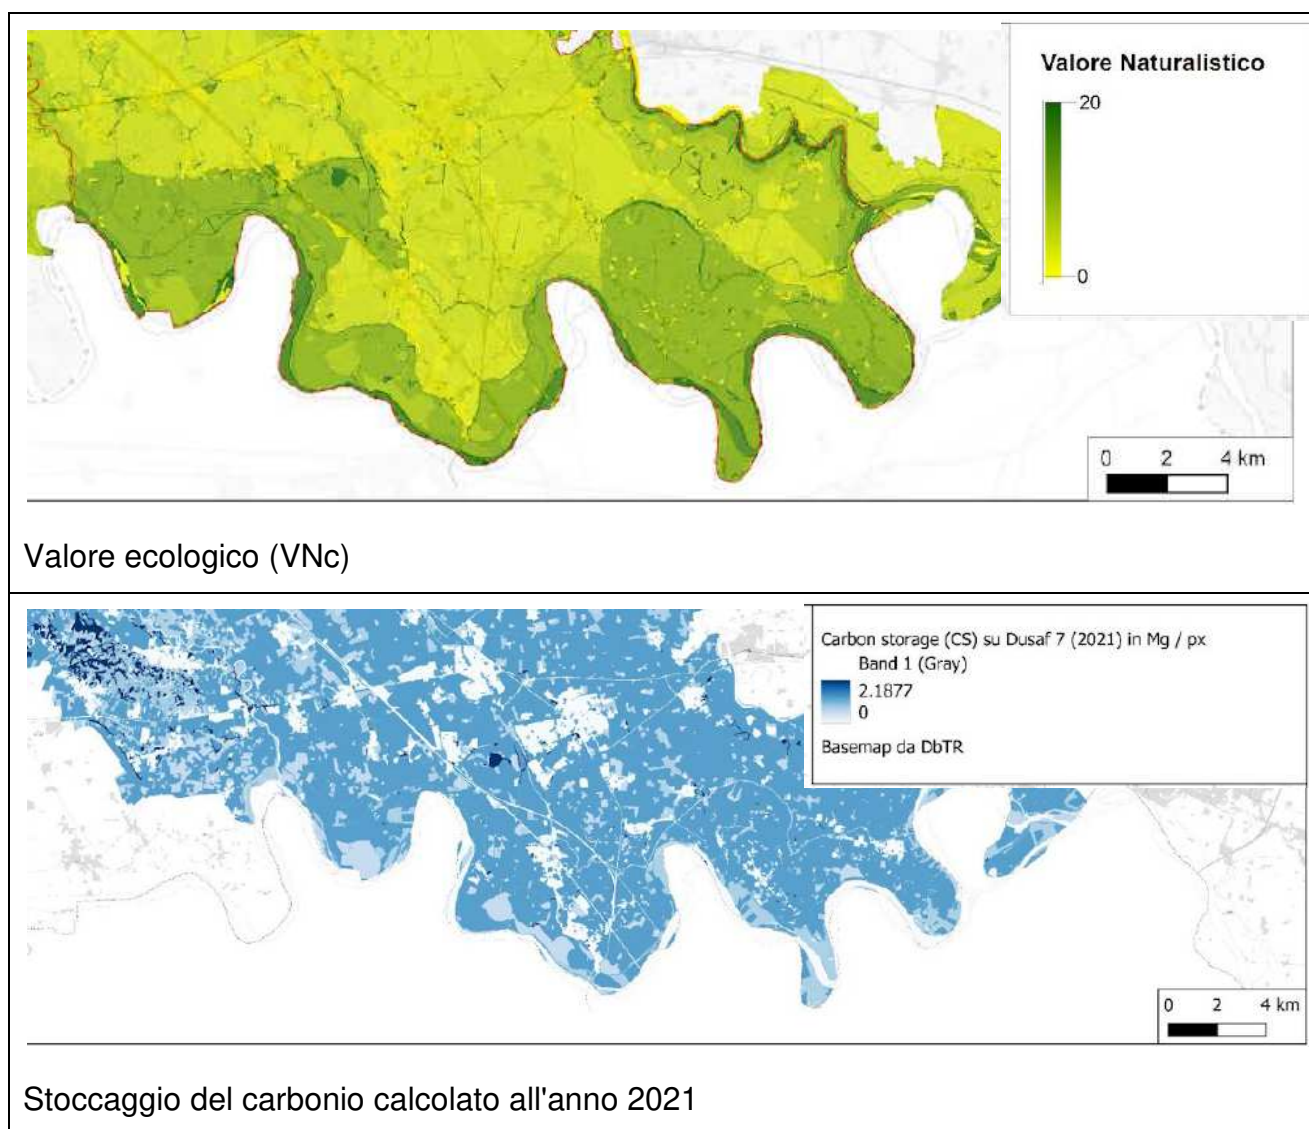 Valore Naturalistico
20
0
0 2 4 km
Valore ecologico (VNc)
Carbon storage (CS) su Dusaf 7 (2021) in Mg / px
Band 1 (Gray)
2.1877
0
Basemap da DbTR
0 2 4 km
Stoccaggio del carbonio calcolato all'anno 2021